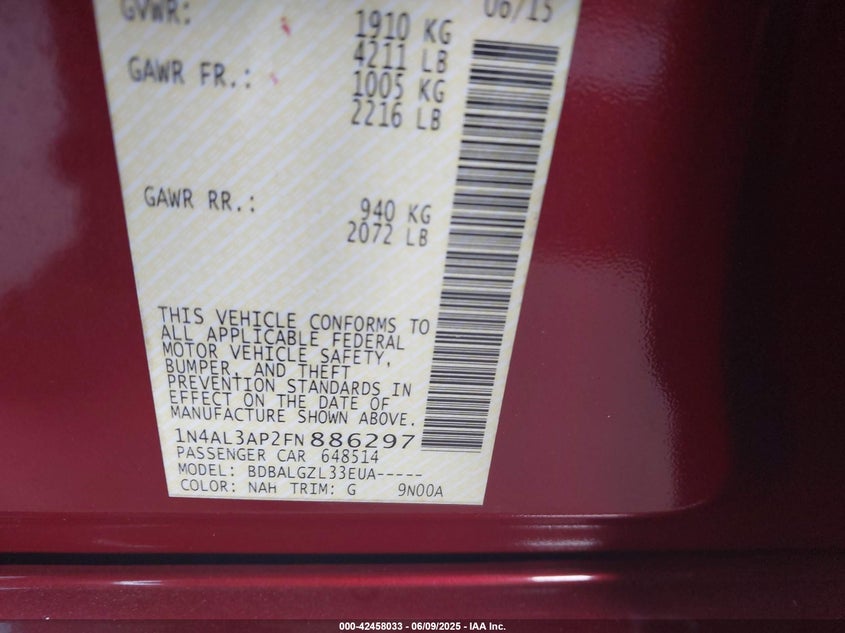 GVWR:
06/15
1910 KG
4211 LB
GAWR FR.:
1005 KG
2216 LB
GAWR RR.:
940 KG
2072 LB
THIS VEHICLE CONFORMS TO
ALL APPLICABLE FEDERAL
MOTOR VEHICLE SAFETY,
BUMPER, AND THEFT
PREVENTION STANDARDS IN
EFFECT ON THE DATE OF
MANUFACTURE SHOWN ABOVE.
1N4AL3AP2FN886297
PASSENGER CAR 648514
MODEL: BDBALGZL33EUA-----
COLOR: NAH TRIM: G 9N00A
000-42458033 - 06/09/2025 - IAA Inc.